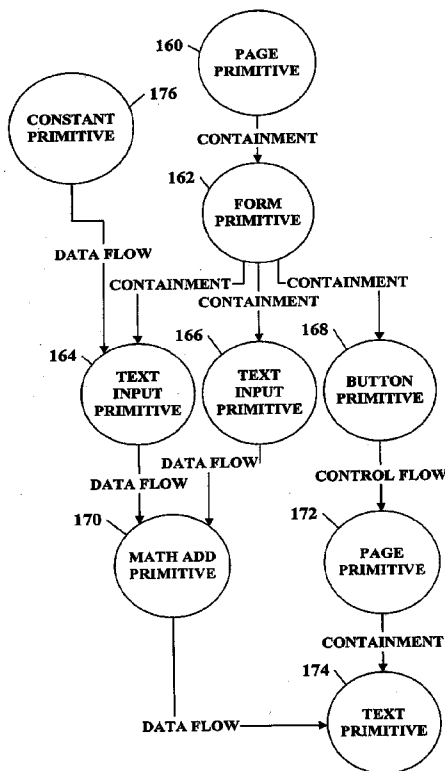 160
PAGE
PRIMITIVE
176
CONSTANT
PRIMITIVE
CONTAINMENT
162
FORM
PRIMITIVE
DATA FLOW
CONTAINMENT
CONTAINMENT
CONTAINMENT
164
TEXT
INPUT
PRIMITIVE
166
TEXT
INPUT
PRIMITIVE
168
BUTTON
PRIMITIVE
DATA FLOW
DATA FLOW
CONTROL FLOW
170
MATH ADD
PRIMITIVE
172
PAGE
PRIMITIVE
CONTAINMENT
174
TEXT
PRIMITIVE
DATA FLOW